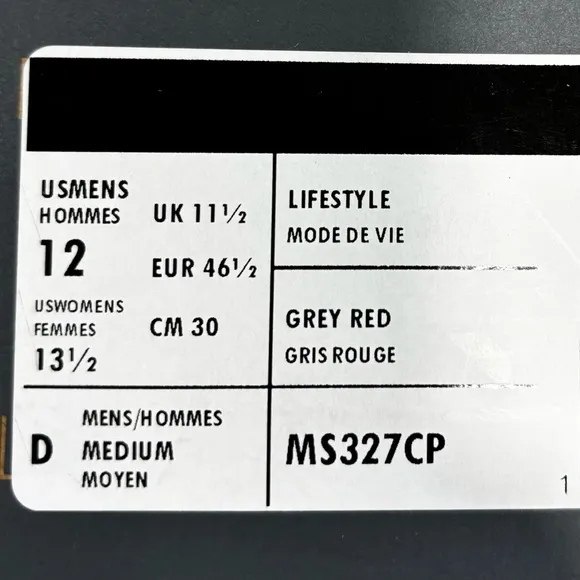 USMENS
HOMMES
12
USWOMENS
FEMMES
13½
UK 11½
EUR 46½
CM 30
LIFESTYLE
MODE DE VIE
GREY RED
GRIS ROUGE
D
MENS/HOMMES
MEDIUM
MOYEN
MS327CP
1